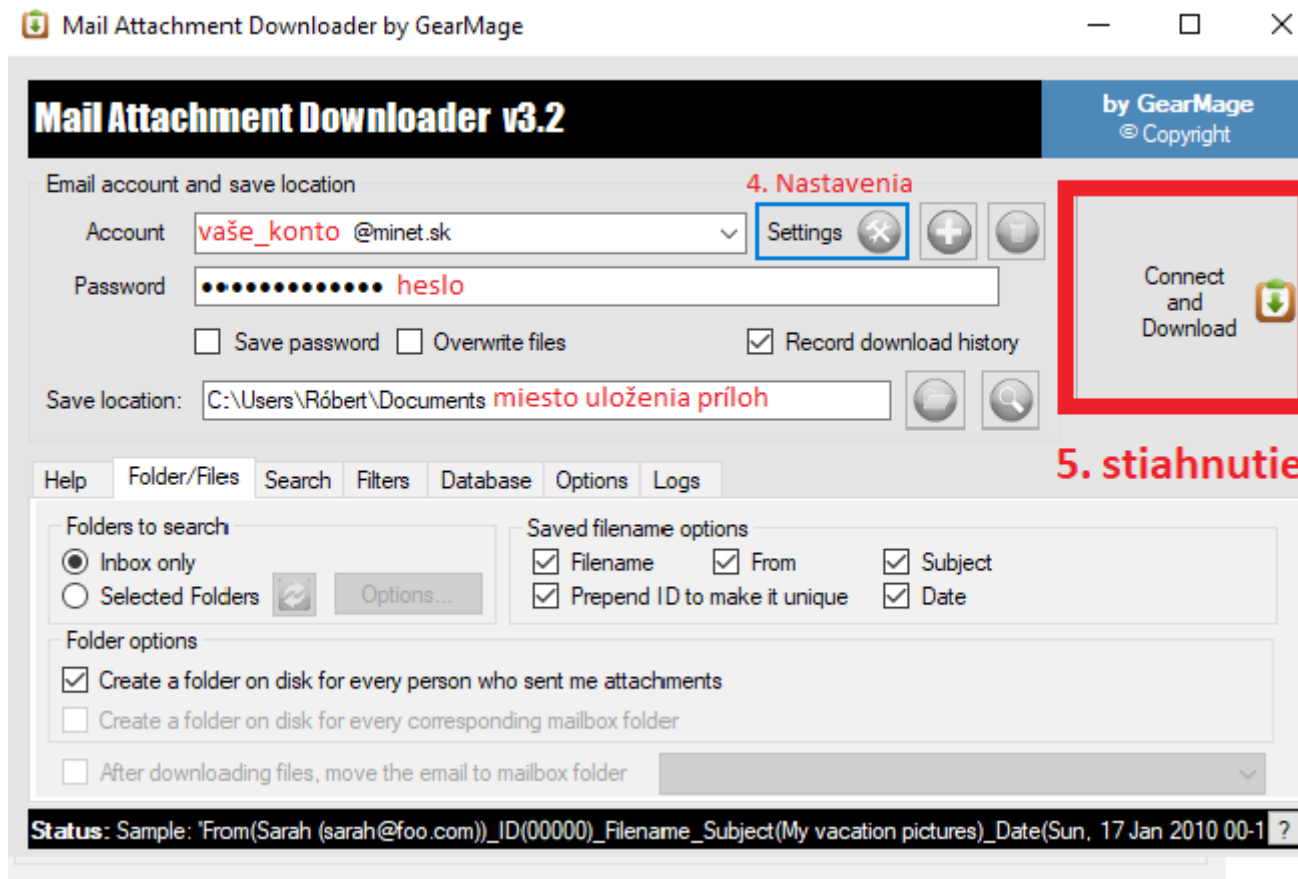 Mail Attachment Downloader by GearMage
Mail Attachment Downloader v3.2
by GearMage
© Copyright
Email account and save location
4. Nastavenia
Account vaše_konto @minet.sk Settings
Password heslo
Connect and Download
Save password Overwrite files Record download history
Save location: C:\Users\Róbert\Documents miesto uloženia príloh
5. stiahnutie
Help Folder/Files Search Filters Database Options Logs
Folders to search
Inbox only
Selected Folders Options...
Saved filename options
Filename From Subject
Prepend ID to make it unique Date
Folder options
Create a folder on disk for every person who sent me attachments
Create a folder on disk for every corresponding mailbox folder
After downloading files, move the email to mailbox folder
Status: Sample: 'From(Sarah (sarah@foo.com))_ID(00000)_Filename_Subject(My vacation pictures)_Date(Sun, 17 Jan 2010 00-1 ?